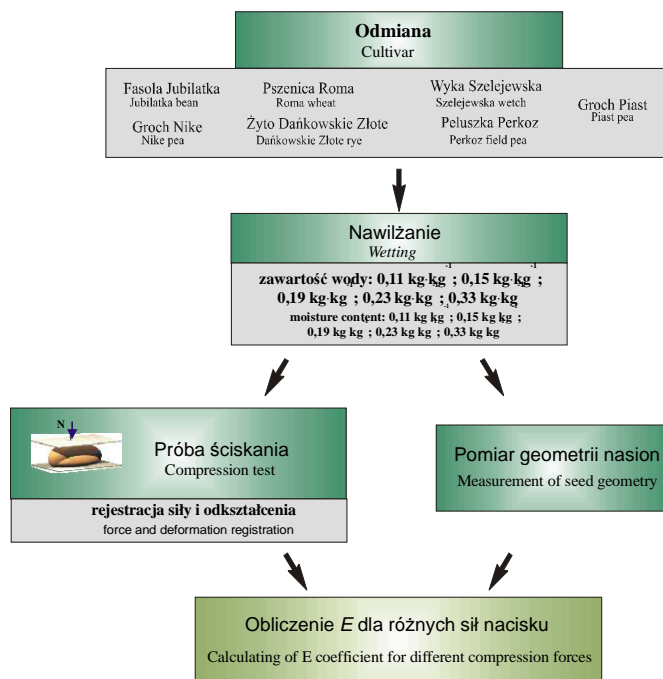 Odmiana
Cultivar
Fasola Jubilatka
Jubilatka bean
Pszenica Roma
Roma wheat
Wyka Szelejewska
Szelejewska wetch
Groch Piast
Piast pea
Groch Nike
Nike pea
Żyto Dańkowskie Złote
Dańkowskie Złote rye
Peluszka Perkoz
Perkoz field pea
Nawilżanie
Wetting
zawartość wody: 0,11 kg·kg⁻¹ ; 0,15 kg·kg⁻¹ ;
0,19 kg·kg⁻¹ ; 0,23 kg·kg⁻¹ ; 0,33 kg·kg⁻¹
moisture content: 0,11 kg kg ; 0,15 kg kg ;
0,19 kg kg ; 0,23 kg kg ; 0,33 kg kg
N
Próba ściskania
Compression test
rejestracja siły i odkształcenia
force and deformation registration
Pomiar geometrii nasion
Measurement of seed geometry
Obliczenie E dla różnych sił nacisku
Calculating of E coefficient for different compression forces